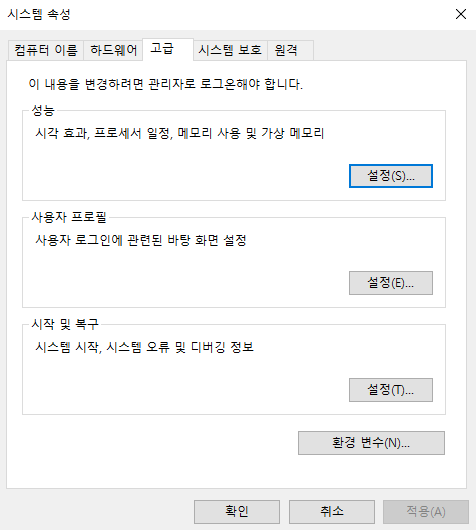 시스템 속성
컴퓨터 이름 하드웨어 고급 시스템 보호 원격
이 내용을 변경하려면 관리자로 로그온해야 합니다.
성능
시각 효과, 프로세서 일정, 메모리 사용 및 가상 메모리
설정(S)...
사용자 프로필
사용자 로그인에 관련된 바탕 화면 설정
설정(E)...
시작 및 복구
시스템 시작, 시스템 오류 및 디버깅 정보
설정(T)...
환경 변수(N)...
확인 취소 적용(A)